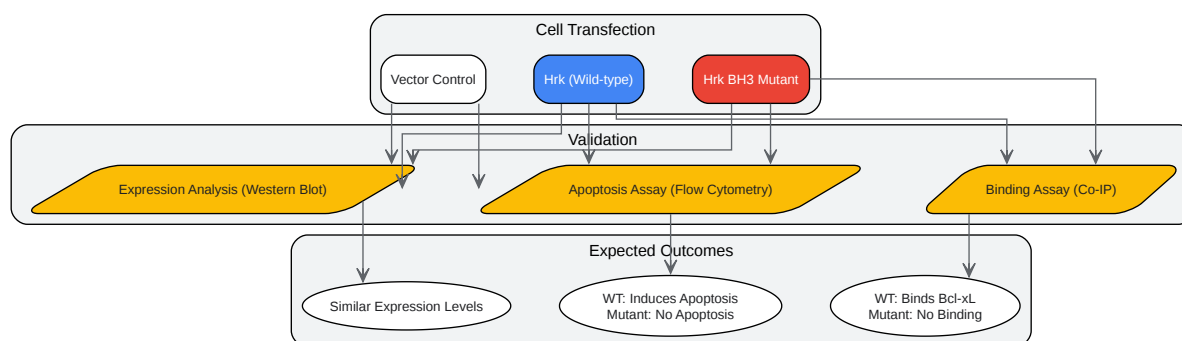 Cell Transfection
Vector Control
Hrk (Wild-type)
Hrk BH3 Mutant
Validation
Expression Analysis (Western Blot)
Apoptosis Assay (Flow Cytometry)
Binding Assay (Co-IP)
Expected Outcomes
Similar Expression Levels
WT: Induces Apoptosis
Mutant: No Apoptosis
WT: Binds Bcl-xL
Mutant: No Binding